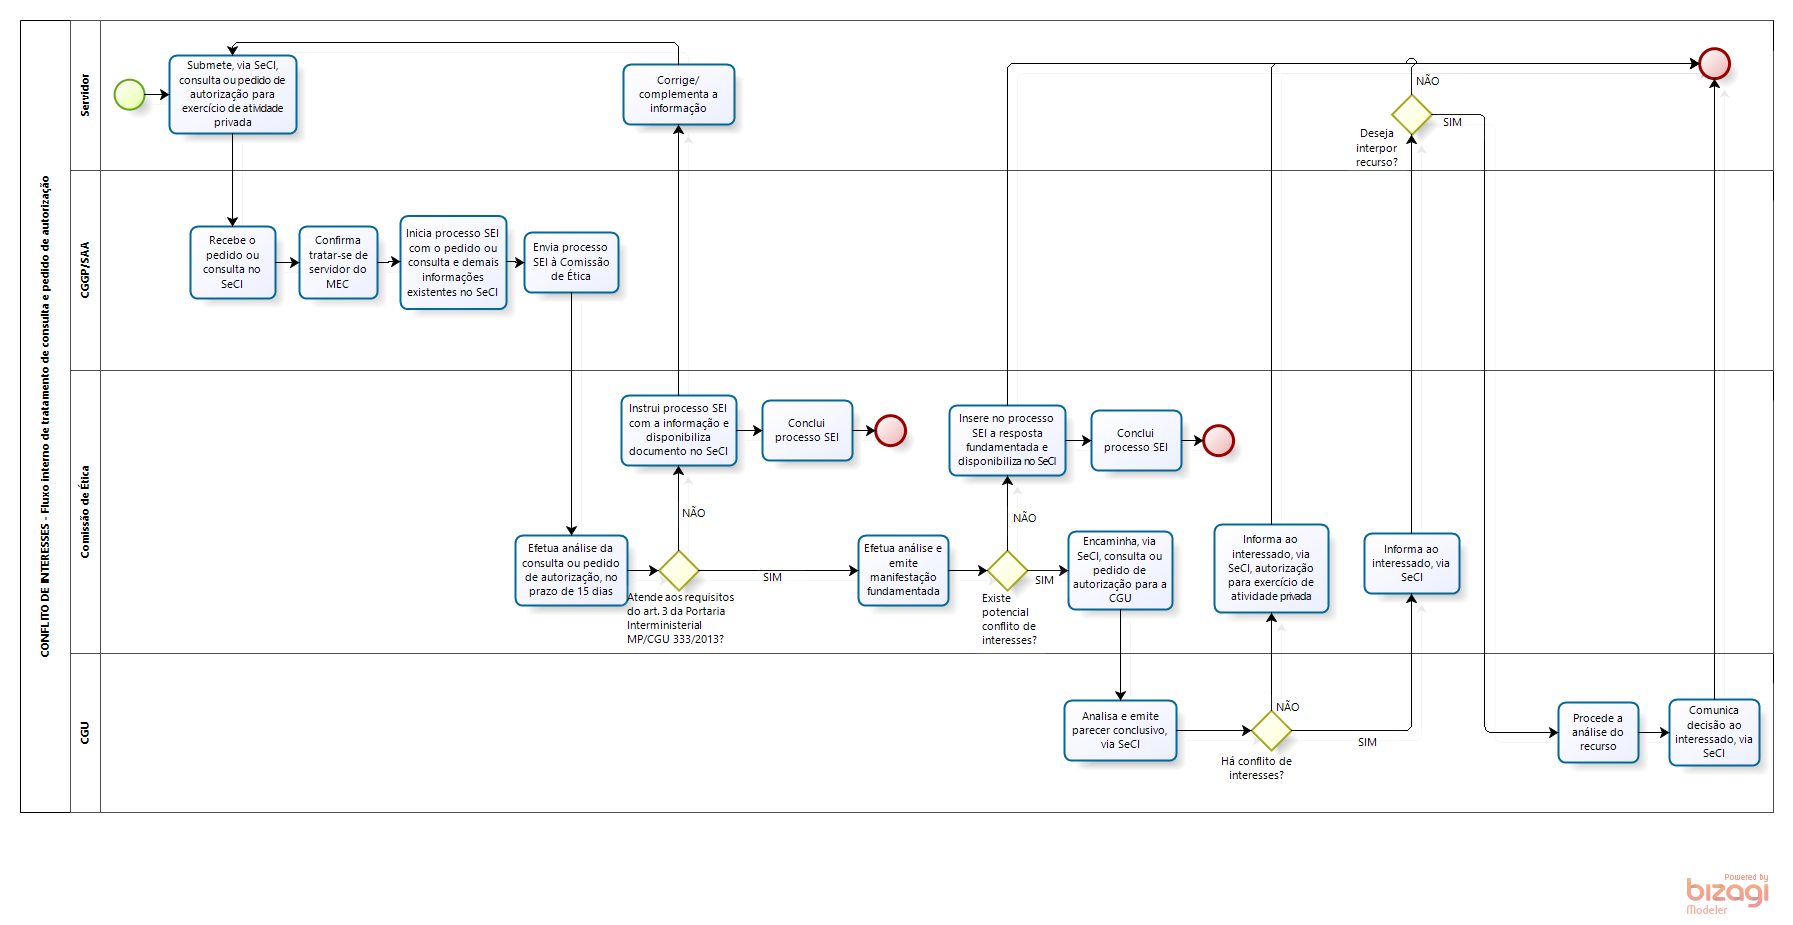 CONFLITO DE INTERESSES - Fluxo interno de tratamento de consulta e pedido de autorização
Servidor
Submete, via SeCI,
consulta ou pedido de
autorização para
exercício de atividade
privada
Corrige/
complementa a
informação
NÃO
SIM
Deseja
interpor
recurso?
CGGP/SAA
Recebe o
pedido ou
consulta no
SeCI
Confirma
tratar-se de
servidor do
MEC
Inicia processo SEI
com o pedido ou
consulta e demais
informações
existentes no SeCI
Envia processo
SEI à Comissão
de Ética
Comissão de Ética
Instrui processo SEI
com a informação e
disponibiliza
documento no SeCI
Conclui
processo SEI
Insere no processo
SEI a resposta
fundamentada e
disponibiliza no SeCI
Conclui
processo SEI
NÃO
NÃO
Efetua análise da
consulta ou pedido
de autorização, no
prazo de 15 dias
Atende aos requisitos
do art. 3 da Portaria
Interministerial
MP/CGU 333/2013?
SIM
Efetua análise e
emite
manifestação
fundamentada
Existe
potencial
conflito de
interesses?
SIM
Encaminha, via
SeCI, consulta ou
pedido de
autorização para a
CGU
Informa ao
interessado, via
SeCI, autorização
para exercício de
atividade privada
Informa ao
interessado, via
SeCI
CGU
Analisa e emite
parecer conclusivo,
via SeCI
NÃO
Há conflito de
interesses?
SIM
Procede a
análise do
recurso
Comunica
decisão ao
interessado, via
SeCI
Powered by
bizagi
Modeler